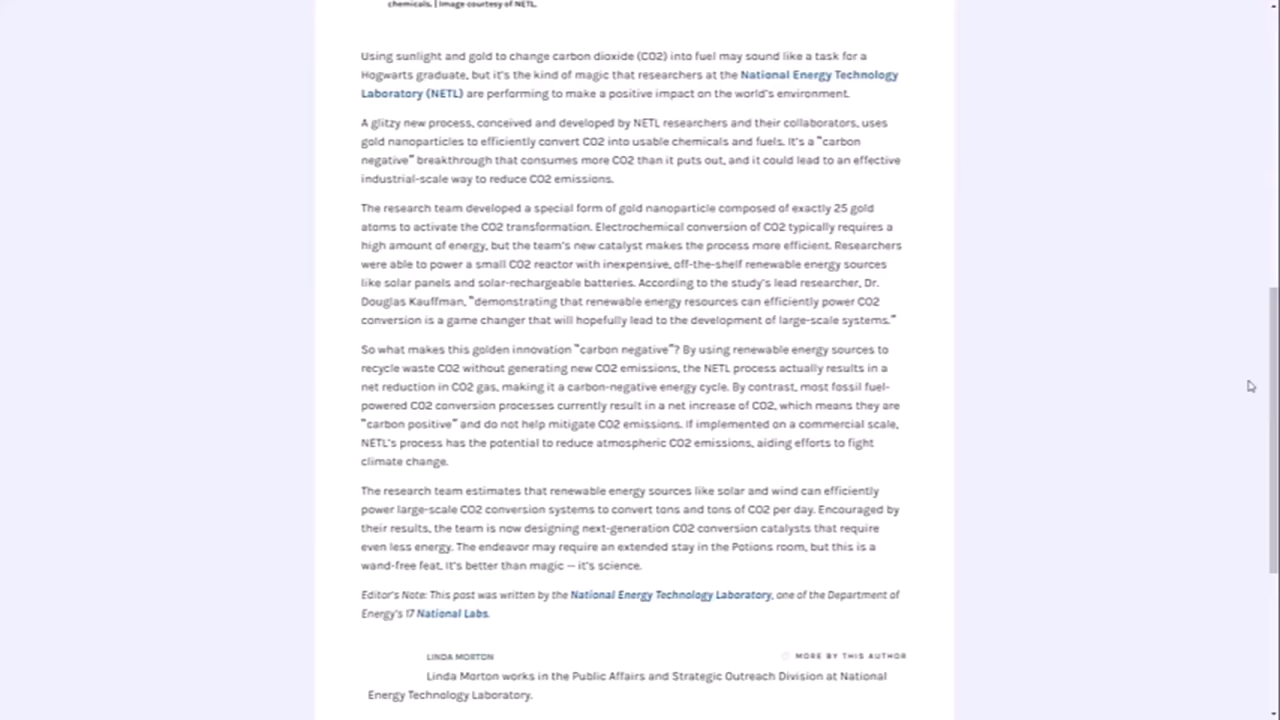 chemicals. | Image courtesy of NETL.
Using sunlight and gold to change carbon dioxide (CO2) into fuel may sound like a task for a
Hogwarts graduate, but it's the kind of magic that researchers at the National Energy Technology
Laboratory (NETL) are performing to make a positive impact on the world's environment.
A glitzy new process, conceived and developed by NETL researchers and their collaborators, uses
gold nanoparticles to efficiently convert CO2 into usable chemicals and fuels. It's a "carbon
negative" breakthrough that consumes more CO2 than it puts out, and it could lead to an effective
industrial-scale way to reduce CO2 emissions.
The research team developed a special form of gold nanoparticle composed of exactly 25 gold
atoms to activate the CO2 transformation. Electrochemical conversion of CO2 typically requires a
high amount of energy, but the team's new catalyst makes the process more efficient. Researchers
were able to power a small CO2 reactor with inexpensive, off-the-shelf renewable energy sources
like solar panels and solar-rechargeable batteries. According to the study's lead researcher, Dr.
Douglas Kauffman, "demonstrating that renewable energy resources can efficiently power CO2
conversion is a game changer that will hopefully lead to the development of large-scale systems."
So what makes this golden innovation "carbon negative"? By using renewable energy sources to
recycle waste CO2 without generating new CO2 emissions, the NETL process actually results in a
net reduction in CO2 gas, making it a carbon-negative energy cycle. By contrast, most fossil fuel-
powered CO2 conversion processes currently result in a net increase of CO2, which means they are
"carbon positive" and do not help mitigate CO2 emissions. If implemented on a commercial scale,
NETL's process has the potential to reduce atmospheric CO2 emissions, aiding efforts to fight
climate change.
The research team estimates that renewable energy sources like solar and wind can efficiently
power large-scale CO2 conversion systems to convert tons and tons of CO2 per day. Encouraged by
their results, the team is now designing next-generation CO2 conversion catalysts that require
even less energy. The endeavor may require an extended stay in the Potions room, but this is a
wand-free feat. It's better than magic -- it's science.
Editor's Note: This post was written by the National Energy Technology Laboratory, one of the Department of
Energy's 17 National Labs.
LINDA MORTON MORE BY THIS AUTHOR
Linda Morton works in the Public Affairs and Strategic Outreach Division at National
Energy Technology Laboratory.